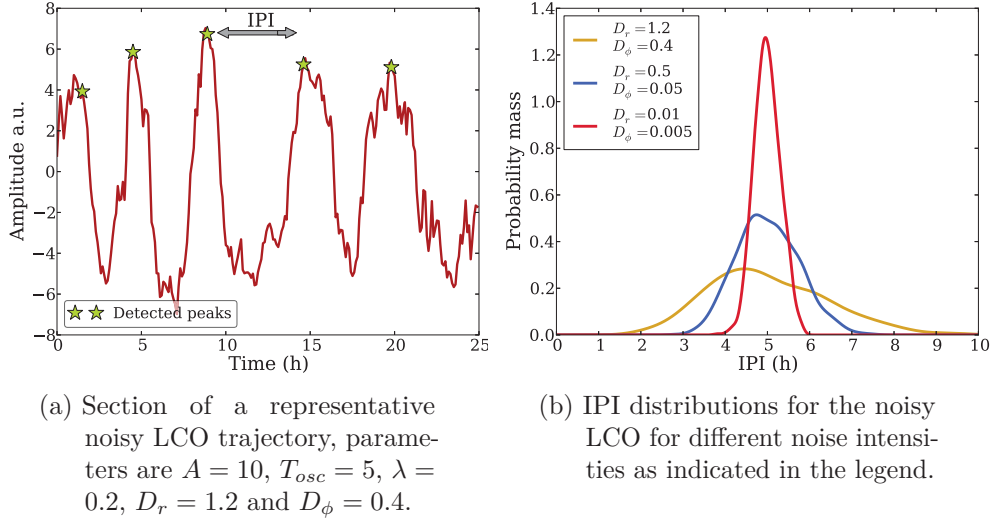 IPI
8
6
4
2
0
−2
−4
−6
−8
Amplitude a.u.
Detected peaks
0 5 10 15 20 25
Time (h)
1.4
1.2
1.0
0.8
0.6
0.4
0.2
0.0
Probability mass
D_r =1.2
D_ϕ =0.4
D_r =0.5
D_ϕ =0.05
D_r =0.01
D_ϕ =0.005
0 1 2 3 4 5 6 7 8 9 10
IPI (h)
(a) Section of a representative
noisy LCO trajectory, parame-
ters are A = 10, T_osc = 5, λ =
0.2, D_r = 1.2 and D_ϕ = 0.4.
(b) IPI distributions for the noisy
LCO for different noise intensi-
ties as indicated in the legend.